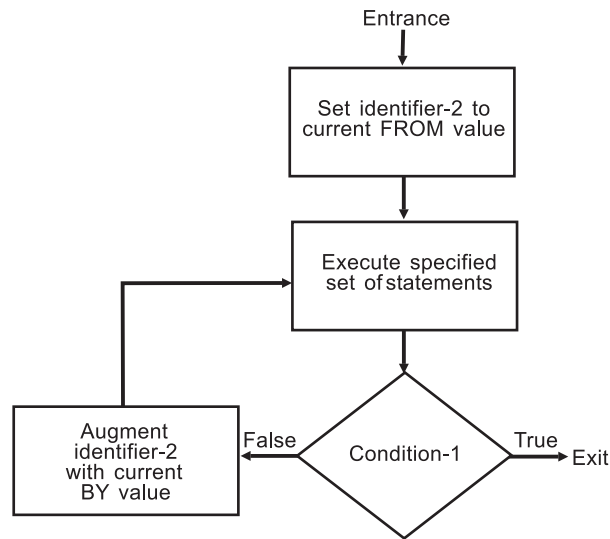 Entrance
Set identifier-2 to
current FROM value
Execute specified
set of statements
Condition-1
False
True
Exit
Augment
identifier-2
with current
BY value